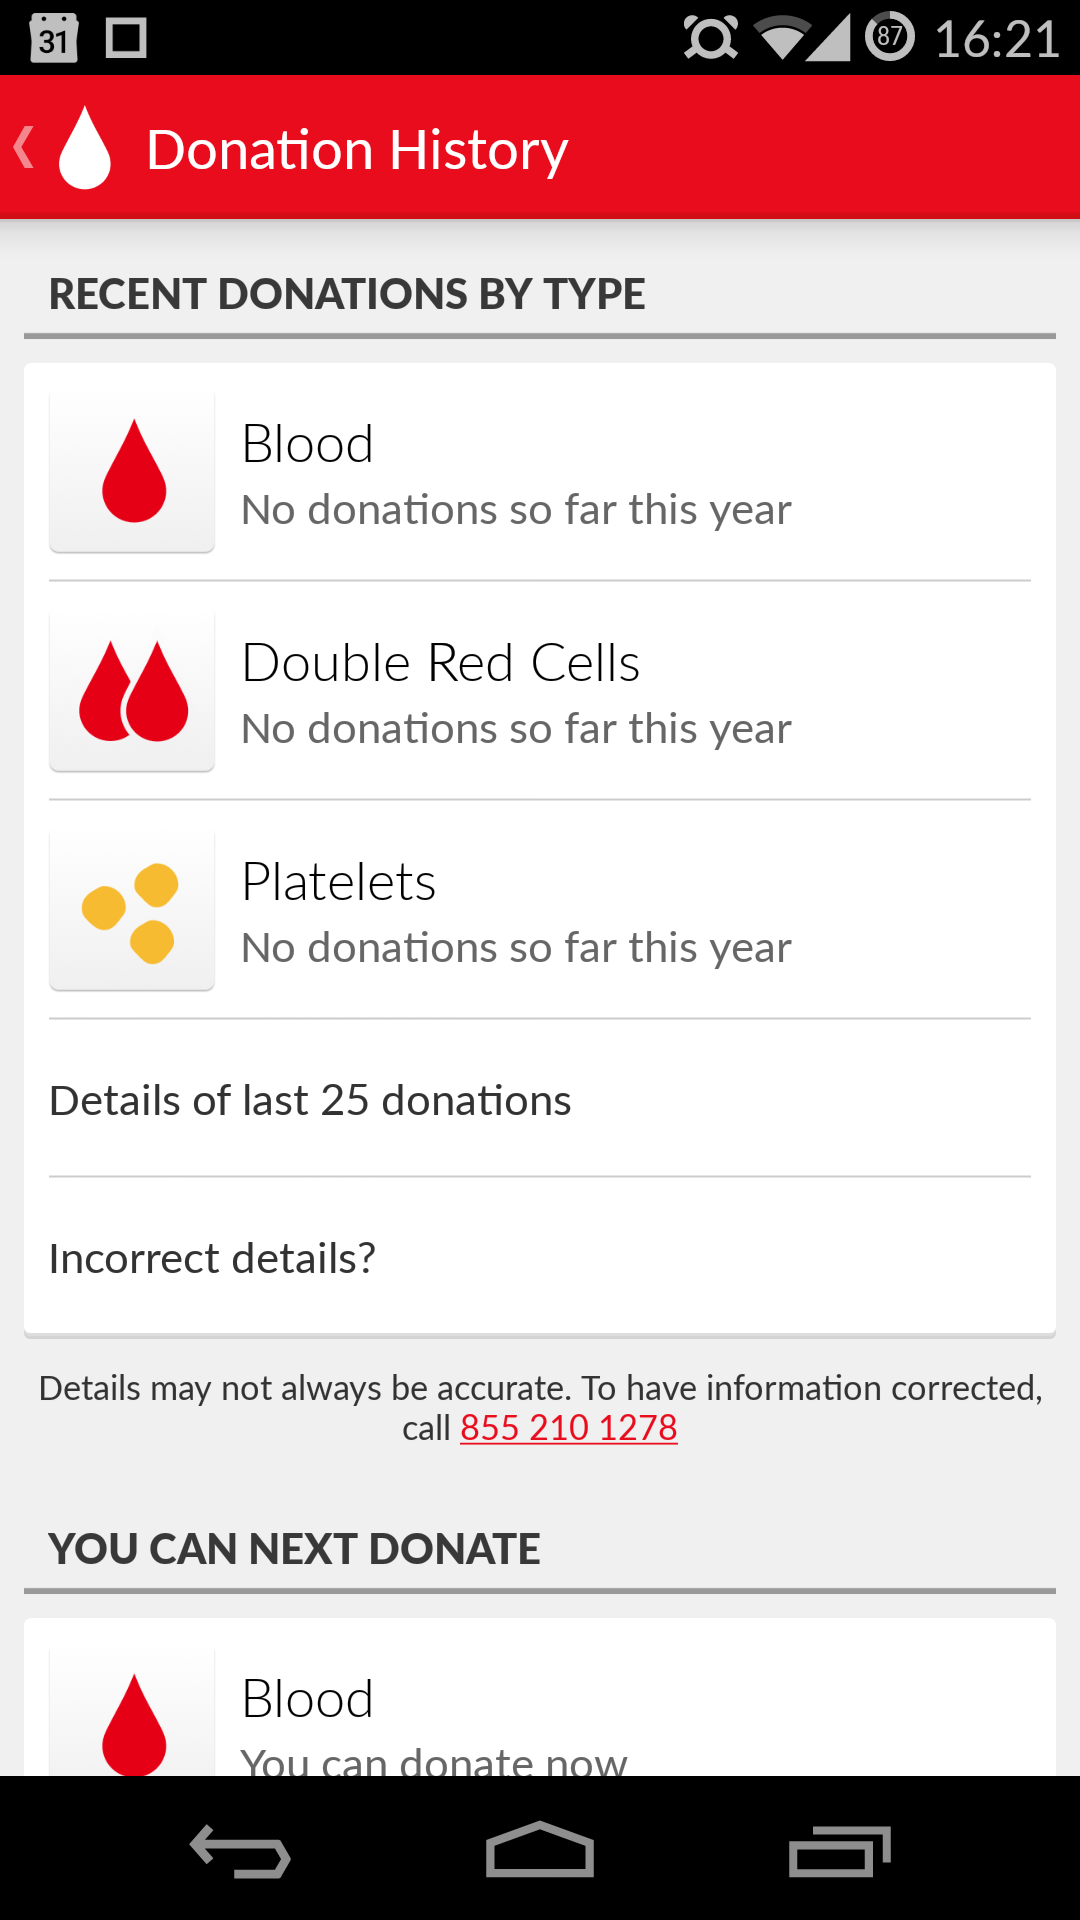 31
87
16:21
Donation History
RECENT DONATIONS BY TYPE
Blood
No donations so far this year
Double Red Cells
No donations so far this year
Platelets
No donations so far this year
Details of last 25 donations
Incorrect details?
Details may not always be accurate. To have information corrected,
call 855 210 1278
YOU CAN NEXT DONATE
Blood
You can donate now